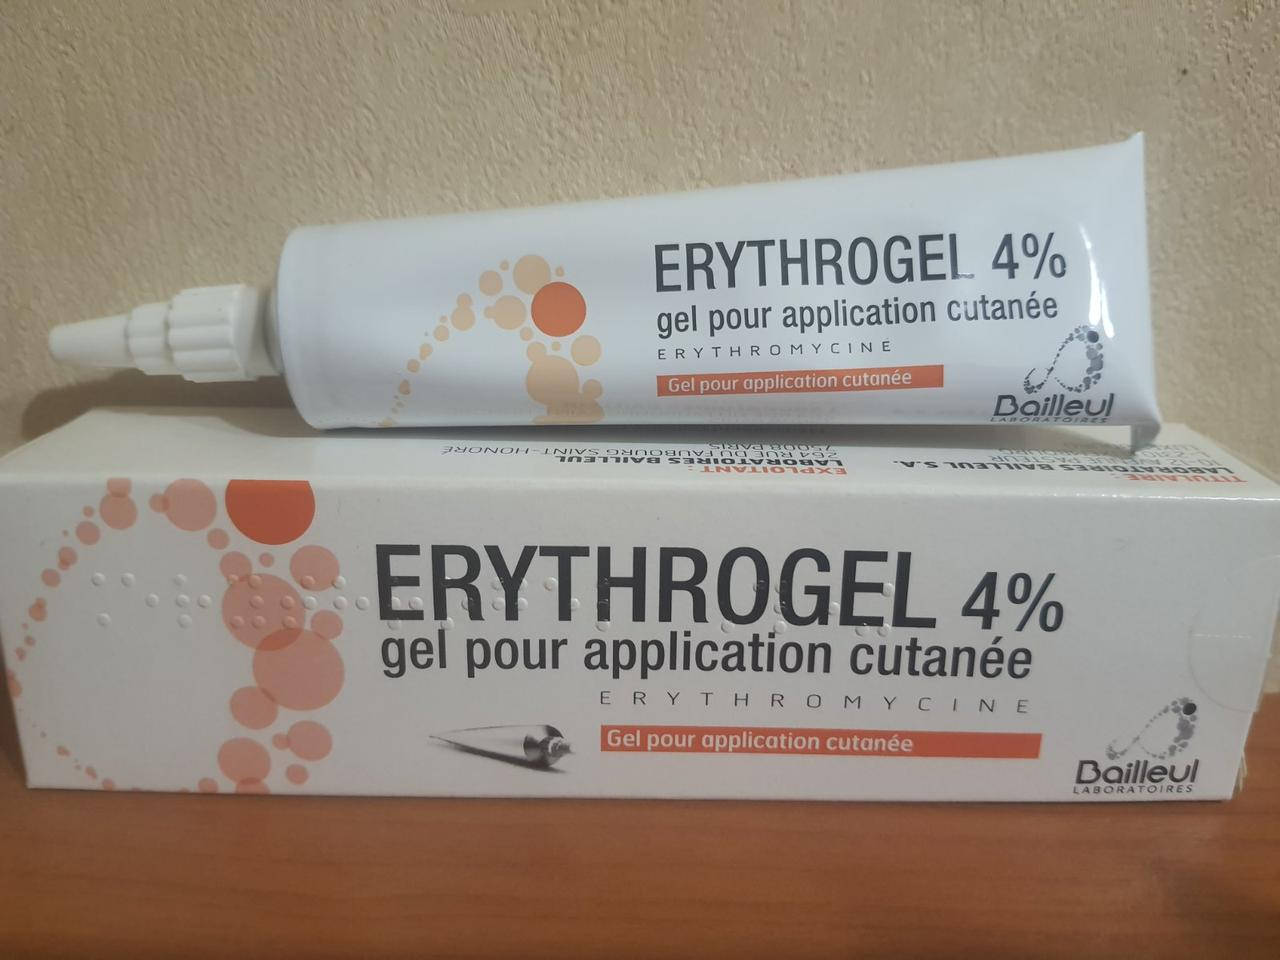 ERYTHROGEL 4%
gel pour application cutanée
ERYTHROMYCINE
Gel pour application cutanée
Bailleul
LABORATOIRES
TITULAIRE:
LABORATOIRES BAILLEUL S.A.
EXPLOITANT:
LABORATOIRES BAILLEUL
264 RUE DU FAUBOURG SAINT-HONORÉ
75008 PARIS
ERYTHROGEL 4%
gel pour application cutanée
ERYTHROMYCINE
Gel pour application cutanée
Bailleul
LABORATOIRES